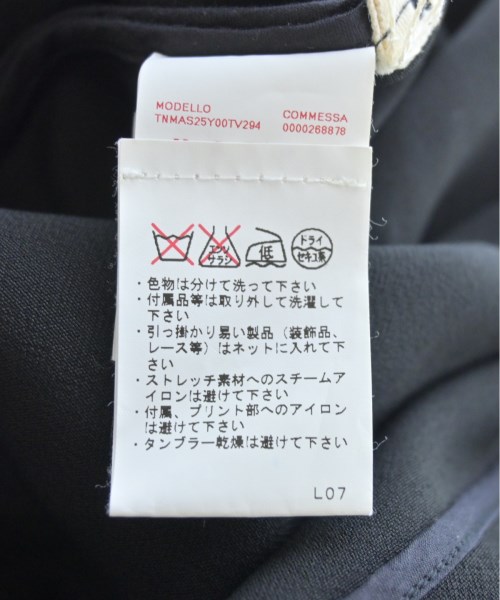 MODELLO
TNMAS25Y00TV294
COMMESSA
0000268878
エンソ
サラシ
低
ドライ
セキユ系
・色物は分けて洗って下さい
・付属品等は取り外して洗濯して
下さい
・引っ掛かり易い製品（装飾品、
レース等）はネットに入れて下
さい
・ストレッチ素材へのスチームア
イロンは避けて下さい
・付属、プリント部へのアイロン
は避けて下さい
・タンブラー乾燥は避けて下さい
L07